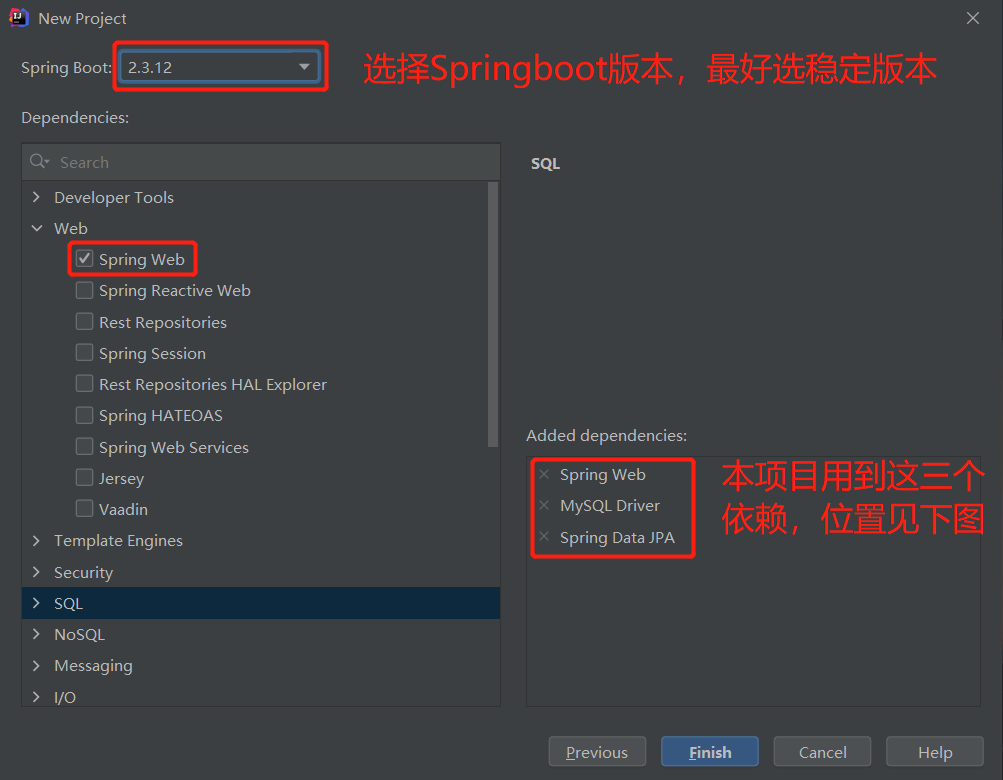 New Project
Spring Boot: 2.3.12
选择Springboot版本，最好选稳定版本
Dependencies:
Search
Developer Tools
Web
Spring Web
Spring Reactive Web
Rest Repositories
Spring Session
Rest Repositories HAL Explorer
Spring HATEOAS
Spring Web Services
Jersey
Vaadin
Template Engines
Security
SQL
NoSQL
Messaging
I/O
SQL
Added dependencies:
Spring Web
MySQL Driver
Spring Data JPA
本项目用到这三个
依赖，位置见下图
Previous
Finish
Cancel
Help